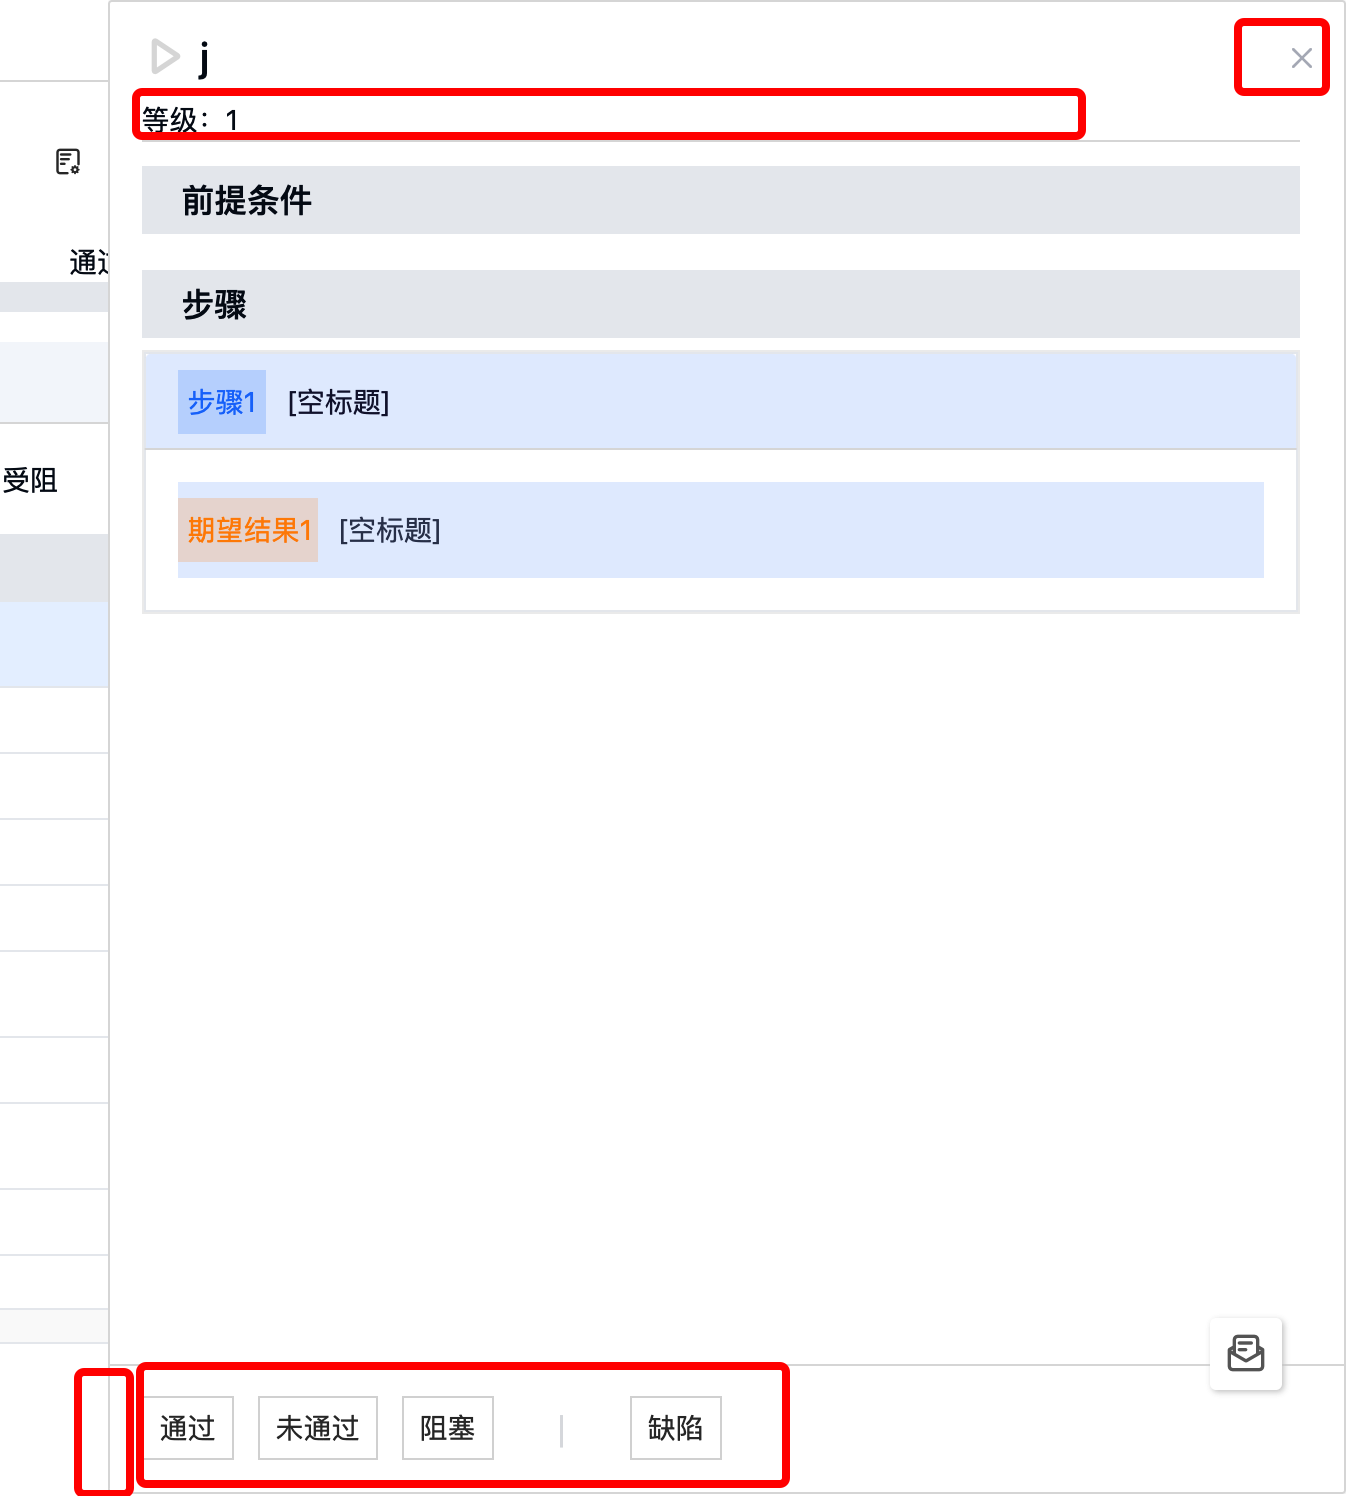 j
等级：1
前提条件
步骤
步骤1 [空标题]
期望结果1 [空标题]
通过 未通过 阻塞 | 缺陷
通
受阻